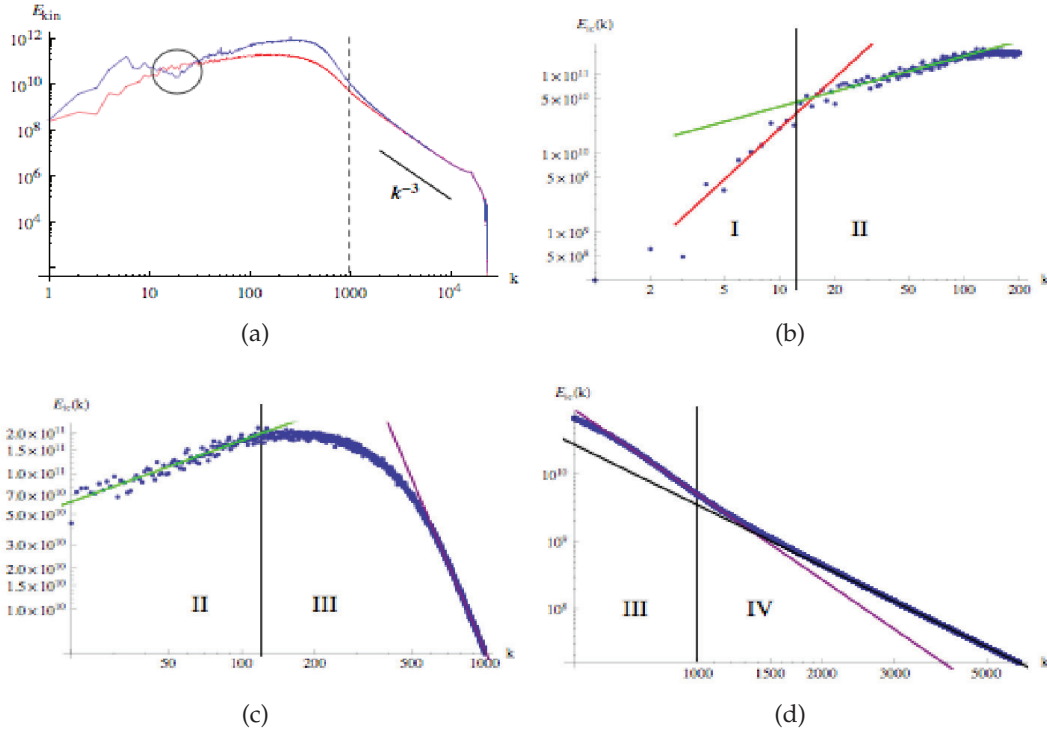 E_kin
10^12
10^10
10^8
10^6
10^4
k^−3
1 10 100 1000 10^4 k
(a)
E_ic(k)
1×10^11
5×10^10
1×10^10
5×10^9
1×10^9
5×10^8
I II
2 5 10 50 100 200 k
(b)
E_ic(k)
2.0×10^11
1.5×10^11
1.0×10^11
7.0×10^10
5.0×10^10
3.0×10^10
2.0×10^10
1.5×10^10
1.0×10^10
II III
50 100 200 500 1000 k
(c)
E_ic(k)
10^10
10^9
10^8
III IV
1000 1500 2000 3000 5000 k
(d)